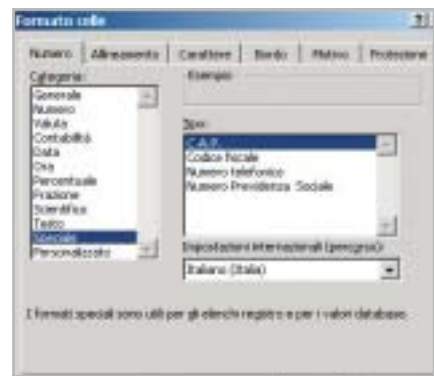 Formato celle
Numero Allineamento Carattere Bordo Motivo Protezione
Categoria:
Esempio
Generale
Numero
Valuta
Contabilità
Data
Ora
Percentuale
Frazione
Scientifico
Testo
Speciale
Personalizzato
Tipo:
C.A.P.
Codice fiscale
Numero telefonico
Numero Previdenza Sociale
Impostazioni internazionali (paese):
Italiano (Italia)
I formati speciali sono utili per gli elenchi registro e per i valori database.